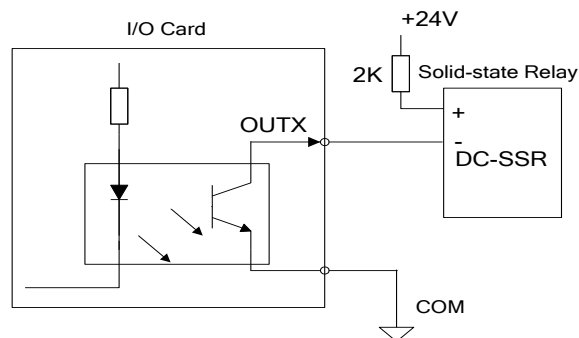 I/O Card
+24V
2K
Solid-state Relay
OUTX
+
-
DC-SSR
COM